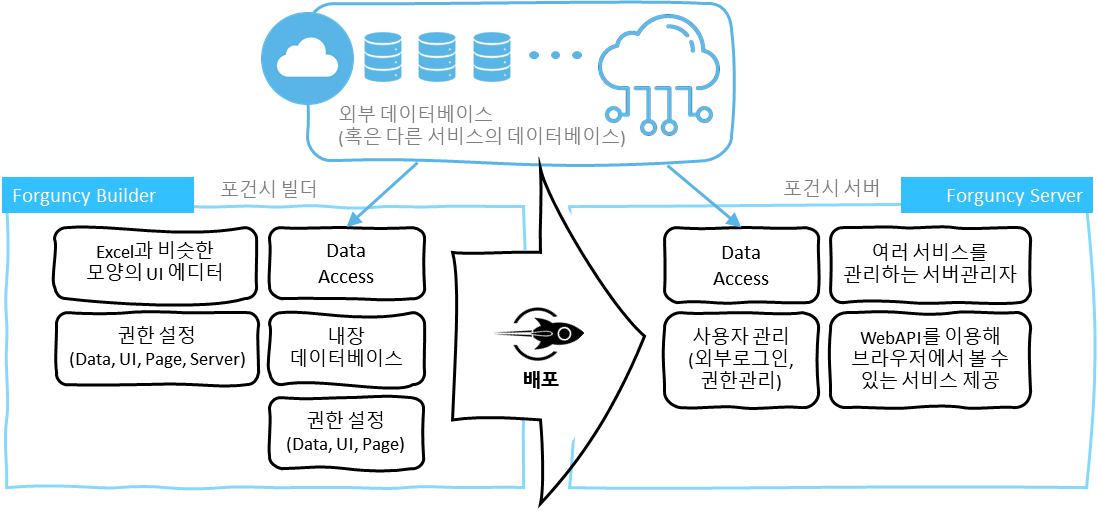 외부 데이터베이스
(혹은 다른 서비스의 데이터베이스)
Forguncy Builder
포건시 빌더
Excel과 비슷한
모양의 UI 에디터
Data
Access
권한 설정
(Data, UI, Page, Server)
내장
데이터베이스
권한 설정
(Data, UI, Page)
배포
포건시 서버
Forguncy Server
Data
Access
여러 서비스를
관리하는 서버관리자
사용자 관리
(외부로그인,
권한관리)
WebAPI를 이용해
브라우저에서 볼 수
있는 서비스 제공